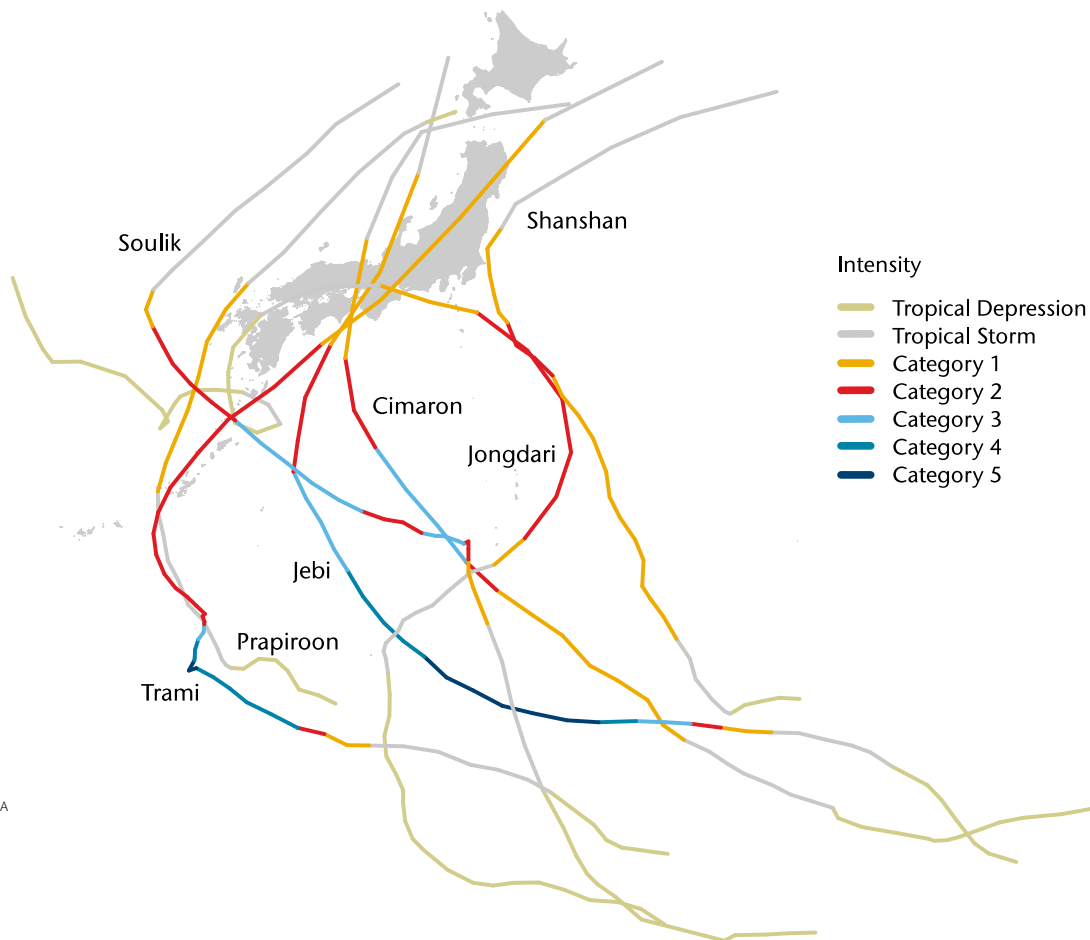 Soulik
Shanshan
Intensity
Tropical Depression
Tropical Storm
Category 1
Category 2
Category 3
Category 4
Category 5
Cimaron
Jongdari
Jebi
Prapiroon
Trami
A